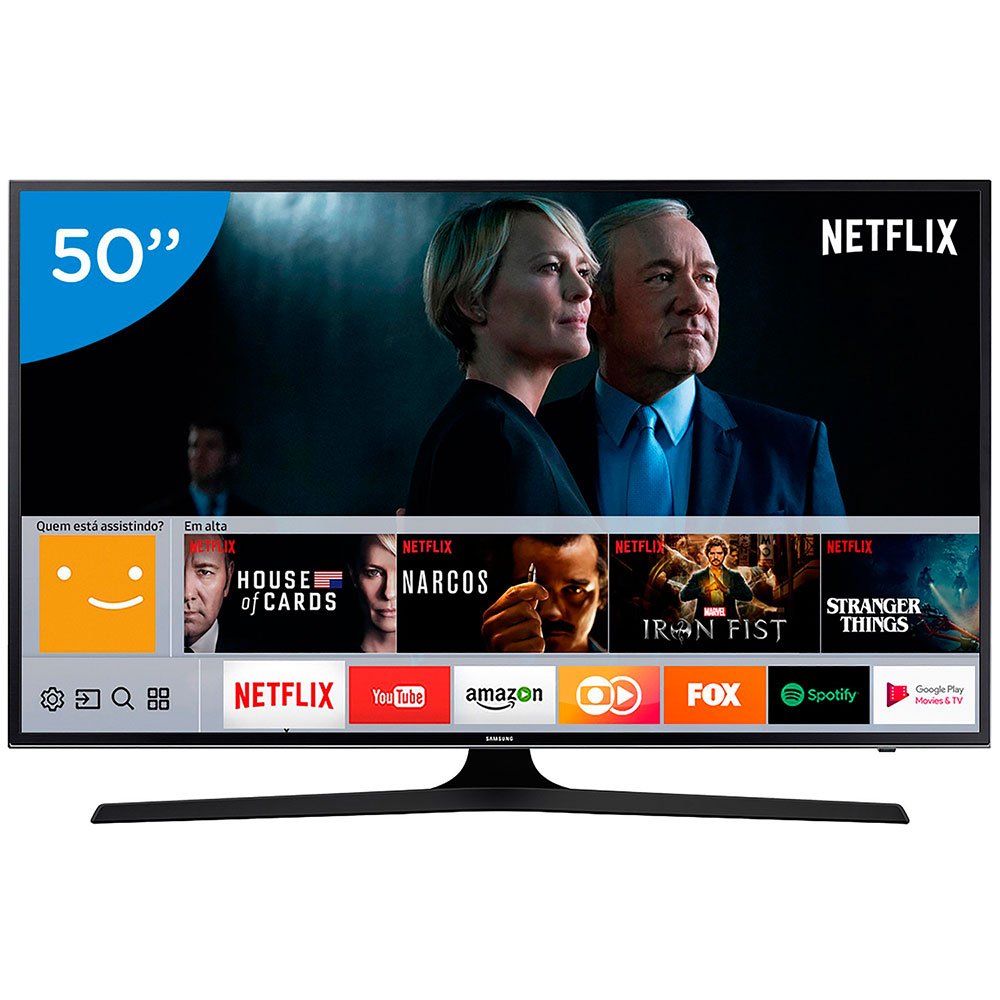 50”
NETFLIX
Quem está assistindo?
Em alta
NETFLIX
HOUSE
of CARDS
NETFLIX
NARCOS
NETFLIX
MARVEL
IRON FIST
NETFLIX
STRANGER
THINGS
NETFLIX
YouTube
amazon
FOX
Spotify
Google Play
Movies & TV
SAMSUNG